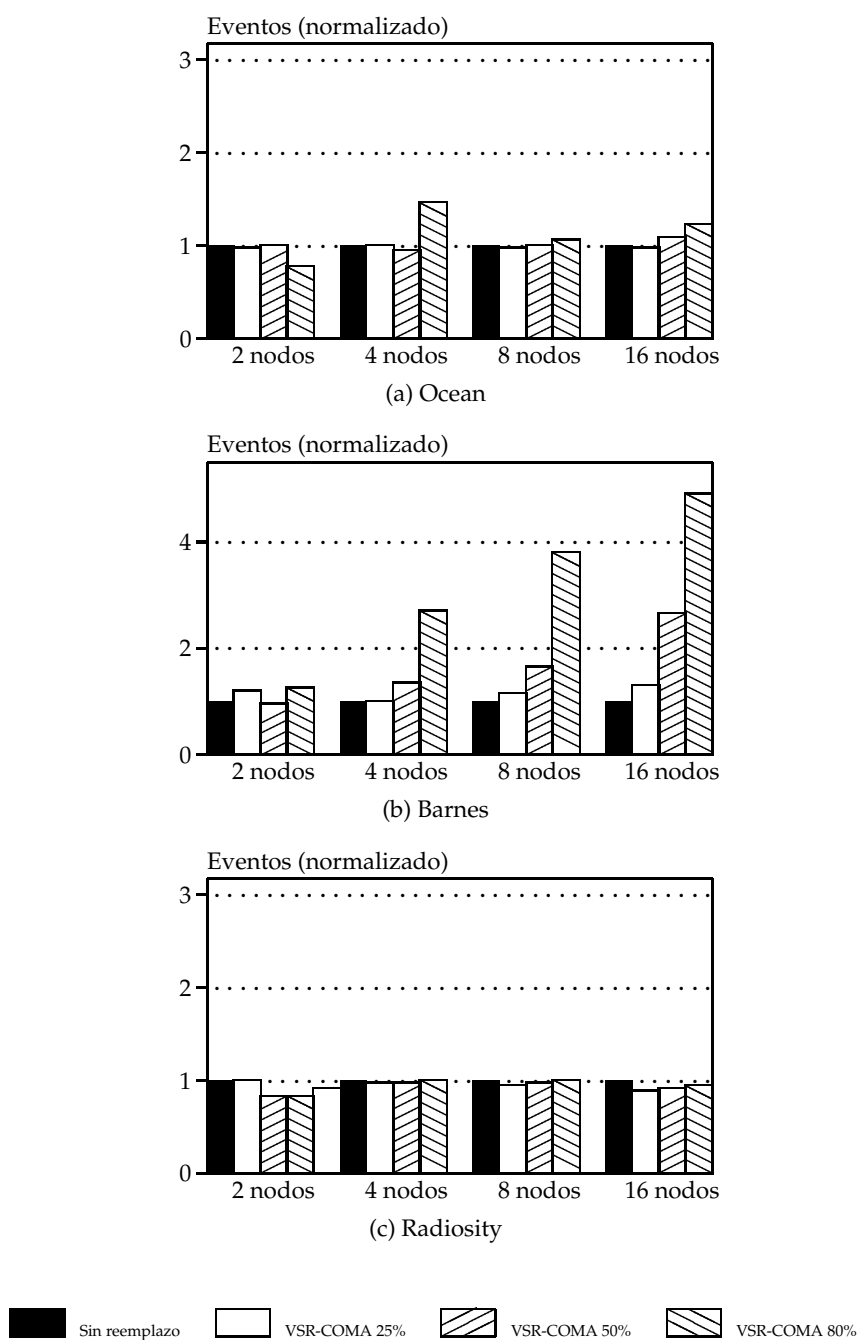 Eventos (normalizado)
3
2
1
0
2 nodos 4 nodos 8 nodos 16 nodos
(a) Ocean
Eventos (normalizado)
4
2
0
2 nodos 4 nodos 8 nodos 16 nodos
(b) Barnes
Eventos (normalizado)
3
2
1
0
2 nodos 4 nodos 8 nodos 16 nodos
(c) Radiosity
Sin reemplazo VSR-COMA 25% VSR-COMA 50% VSR-COMA 80%